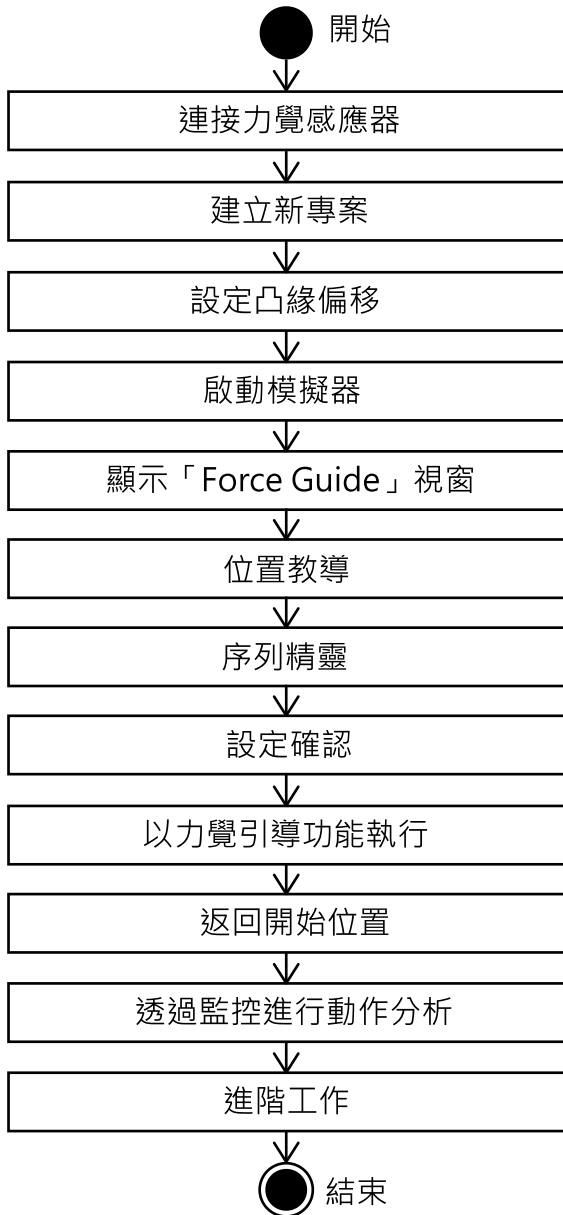 開始
連接力覺感應器
建立新專案
設定凸緣偏移
啟動模擬器
顯示「Force Guide」視窗
位置教導
序列精靈
設定確認
以力覺引導功能執行
返回開始位置
透過監控進行動作分析
進階工作
結束